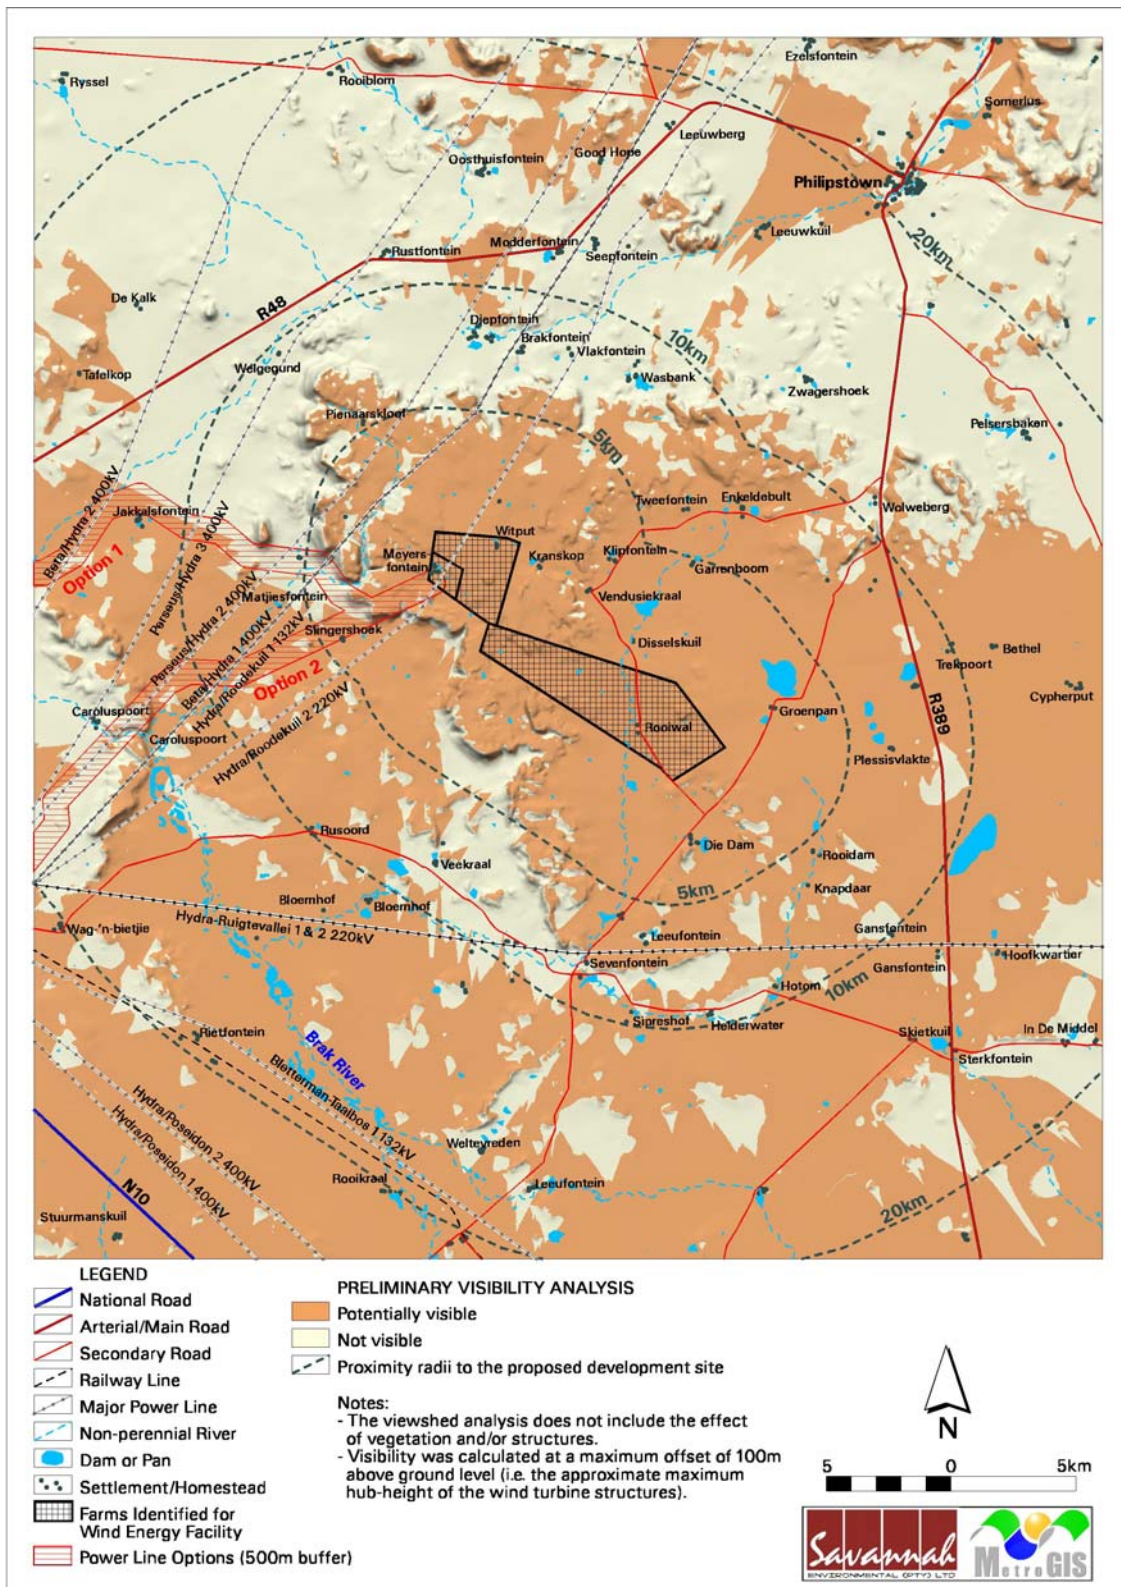 Ezelsfontein
Ryssel
Rooiblom
Somerlus
Leeuwberg
Good Hope
Oosthuisfontein
Philipstown
Leeuwkuil
20km
Modderfontein
Rustfontein
Seepfontein
De Kalk
R48
Diepfontein
10km
Brakfontein
Vlakfontein
Welgegund
Wasbank
Tafelkop
Zwagershoek
Pienaarskloof
Pelsersbaken
5km
Beta/Hydra 2 400kV
Tweefontein
Enkeldebult
Wolweberg
Jakkalsfontein
Perseus/Hydra 3 400kV
Witput
Option 1
Meyers-
fontein
Kranskop
Klipfontein
Garrenboom
Perseus/Hydra 2 400kV
Matjiesfontein
Vendusiekraal
Beta/Hydra 1 400kV
Slingershoek
Disselskuil
Hydra/Roodekuil 1 132kV
Bethel
Trekpoort
Option 2
Cypherput
R389
Caroluspoort
Hydra/Roodekuil 2 220kV
Groenpan
Rooiwal
Caroluspoort
Plessisvlakte
Rusoord
Die Dam
Veekraal
Rooidam
5km
Knapdaar
Bloemhof
Bloemhof
Hydra-Ruigtevallei 1 & 2 220kV
Wag-'n-bietjie
Leeufontein
Gansfontein
Sevenfontein
Gansfontein
Hoofkwartier
Hotom
10km
Rietfontein
Sipreshof
Helderwater
Skietkuil
In De Middel
Brak River
Sterkfontein
Blotterman-Taalbos 1 132kV
Hydra/Poseidon 2 400kV
Hydra/Poseidon 1 400kV
Welteyreden
Rooikraal
Leeufontein
N10
20km
Stuurmanskuil
LEGEND
National Road
Arterial/Main Road
Secondary Road
Railway Line
Major Power Line
Non-perennial River
Dam or Pan
Settlement/Homestead
Farms Identified for
Wind Energy Facility
Power Line Options (500m buffer)
PRELIMINARY VISIBILITY ANALYSIS
Potentially visible
Not visible
Proximity radii to the proposed development site
Notes:
- The viewshed analysis does not include the effect
of vegetation and/or structures.
- Visibility was calculated at a maximum offset of 100m
above ground level (i.e. the approximate maximum
hub-height of the wind turbine structures).
N
5 0 5km
Savannah
ENVIRONMENTAL (PTY) LTD
MetroGIS